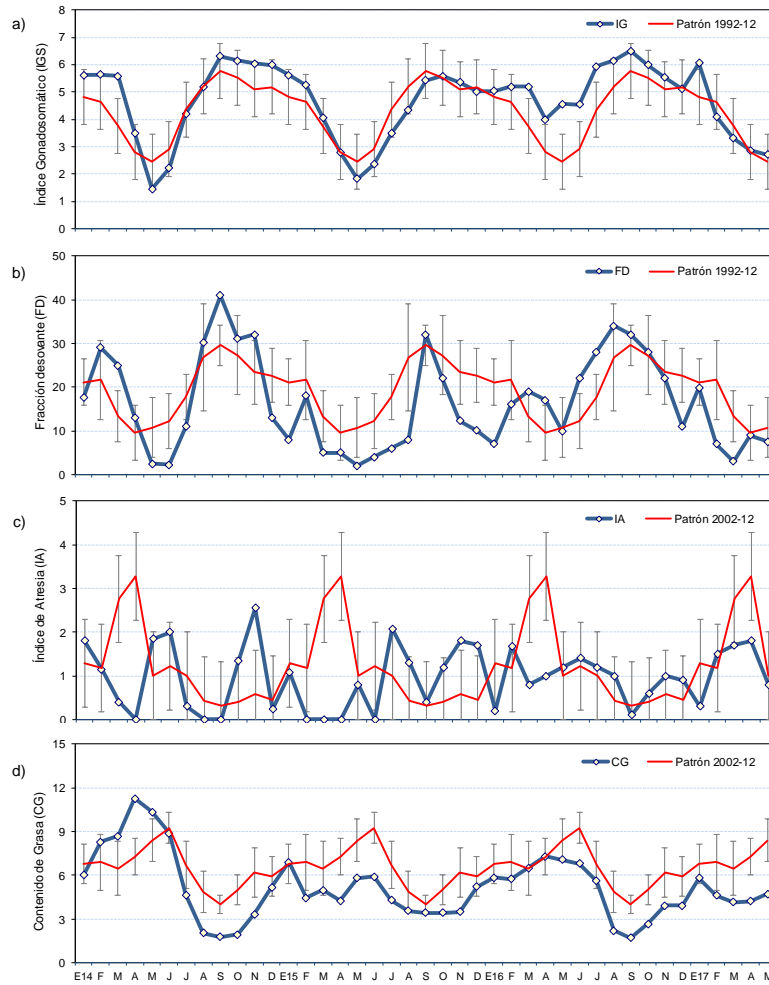 a)
Índice Gonadosomático (IGS)
8
7
6
5
4
3
2
1
0
IG
Patrón 1992-12
b)
Fracción desovante (FD)
50
40
30
20
10
0
FD
Patrón 1992-12
c)
Índice de Atresia (IA)
5
4
3
2
1
0
IA
Patrón 2002-12
d)
Contenido de Grasa (CG)
15
12
9
6
3
0
CG
Patrón 2002-12
E14 F M A M J J A S O N D E15 F M A M J J A S O N D E16 F M A M J J A S O N D E17 F M A M